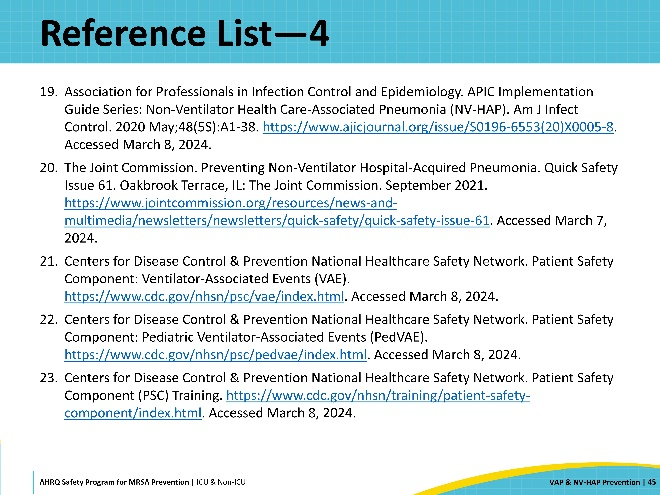 Reference List—4
19. Association for Professionals in Infection Control and Epidemiology. APIC Implementation
Guide Series: Non-Ventilator Health Care-Associated Pneumonia (NV-HAP). Am J Infect
Control. 2020 May;48(5S):A1-38. https://www.ajicjournal.org/issue/S0196-6553(20)X0005-8.
Accessed March 8, 2024.
20. The Joint Commission. Preventing Non-Ventilator Hospital-Acquired Pneumonia. Quick Safety
Issue 61. Oakbrook Terrace, IL: The Joint Commission. September 2021.
https://www.jointcommission.org/resources/news-and-
multimedia/newsletters/newsletters/quick-safety/quick-safety-issue-61. Accessed March 7,
2024.
21. Centers for Disease Control & Prevention National Healthcare Safety Network. Patient Safety
Component: Ventilator-Associated Events (VAE).
https://www.cdc.gov/nhsn/psc/vae/index.html. Accessed March 8, 2024.
22. Centers for Disease Control & Prevention National Healthcare Safety Network. Patient Safety
Component: Pediatric Ventilator-Associated Events (PedVAE).
https://www.cdc.gov/nhsn/psc/pedvae/index.html. Accessed March 8, 2024.
23. Centers for Disease Control & Prevention National Healthcare Safety Network. Patient Safety
Component (PSC) Training. https://www.cdc.gov/nhsn/training/patient-safety-
component/index.html. Accessed March 8, 2024.
AHRQ Safety Program for MRSA Prevention | ICU & Non-ICU
VAP & NV-HAP Prevention | 45